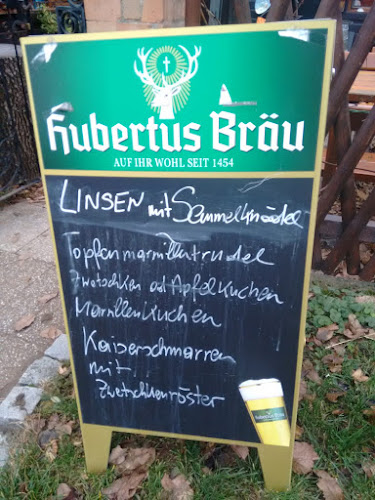 Hubertus Bräu
AUF IHR WOHL SEIT 1454
LINSEN mit Semmelknödel
Topfenmarillenstrudel
Zwetschken od Apfelkuchen
Marillenkuchen
Kaiserschmarren
mit
Zwetschkenröster